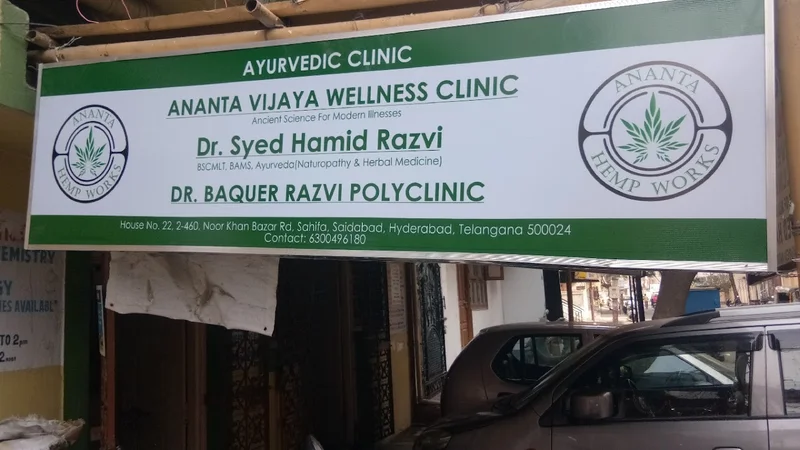 AYURVEDIC CLINIC
ANANTA VIJAYA WELLNESS CLINIC
Ancient Science For Modern Illnesses
Dr. Syed Hamid Razvi
BSCMLT, BAMS, Ayurveda(Naturopathy & Herbal Medicine)
DR. BAQUER RAZVI POLYCLINIC
House No. 22, 2-460, Noor Khan Bazar Rd, Sahifa, Saidabad, Hyderabad, Telangana 500024
Contact: 6300496180
ANANTA
HEMP WORKS
ANANTA
HEMP WORKS